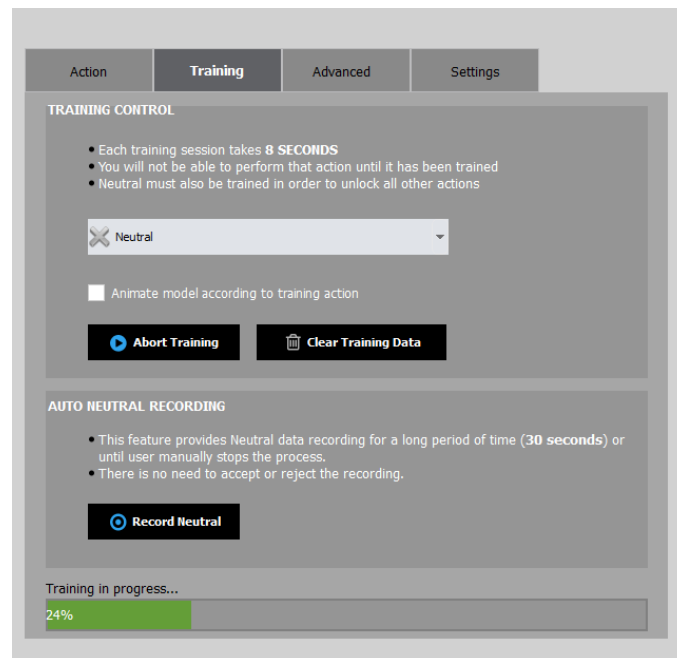 Action Training Advanced Settings
TRAINING CONTROL
• Each training session takes 8 SECONDS
• You will not be able to perform that action until it has been trained
• Neutral must also be trained in order to unlock all other actions
Neutral
Animate model according to training action
Abort Training Clear Training Data
AUTO NEUTRAL RECORDING
• This feature provides Neutral data recording for a long period of time (30 seconds) or
until user manually stops the process.
• There is no need to accept or reject the recording.
Record Neutral
Training in progress...
24%